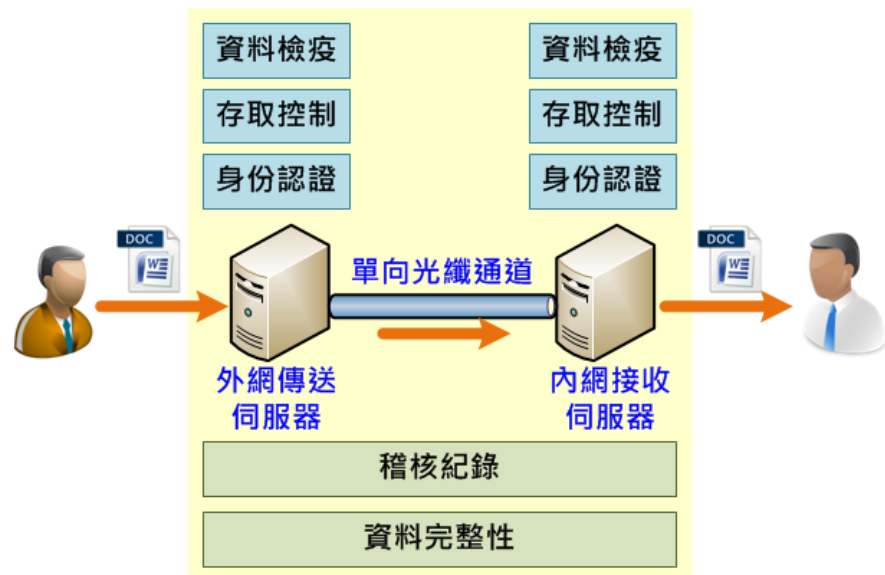 資料檢疫
資料檢疫
存取控制
存取控制
身份認證
身份認證
DOC
W
單向光纖通道
DOC
W
外網傳送
伺服器
內網接收
伺服器
稽核紀錄
資料完整性